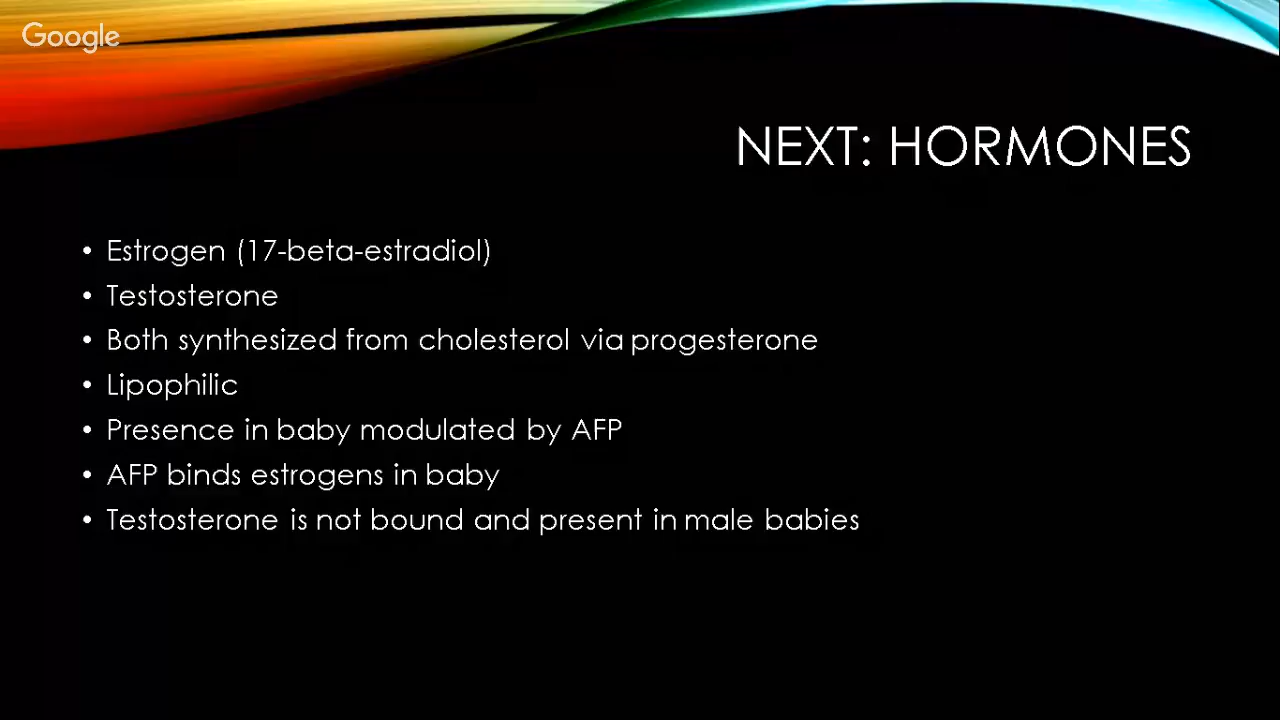 Google
NEXT: HORMONES
• Estrogen (17-beta-estradiol)
• Testosterone
• Both synthesized from cholesterol via progesterone
• Lipophilic
• Presence in baby modulated by AFP
• AFP binds estrogens in baby
• Testosterone is not bound and present in male babies